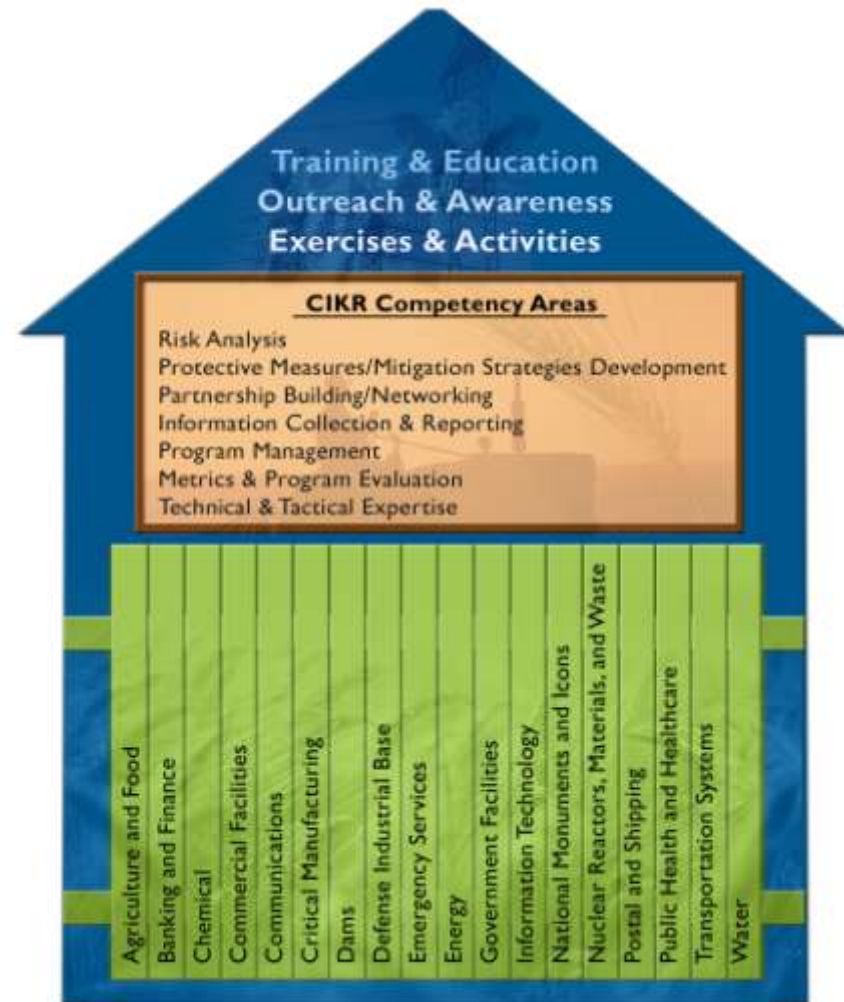 Training & Education
Outreach & Awareness
Exercises & Activities
CIKR Competency Areas
Risk Analysis
Protective Measures/Mitigation Strategies Development
Partnership Building/Networking
Information Collection & Reporting
Program Management
Metrics & Program Evaluation
Technical & Tactical Expertise
Agriculture and Food
Banking and Finance
Chemical
Commercial Facilities
Communications
Critical Manufacturing
Dams
Defense Industrial Base
Emergency Services
Energy
Government Facilities
Information Technology
National Monuments and Icons
Nuclear Reactors, Materials, and Waste
Postal and Shipping
Public Health and Healthcare
Transportation Systems
Water